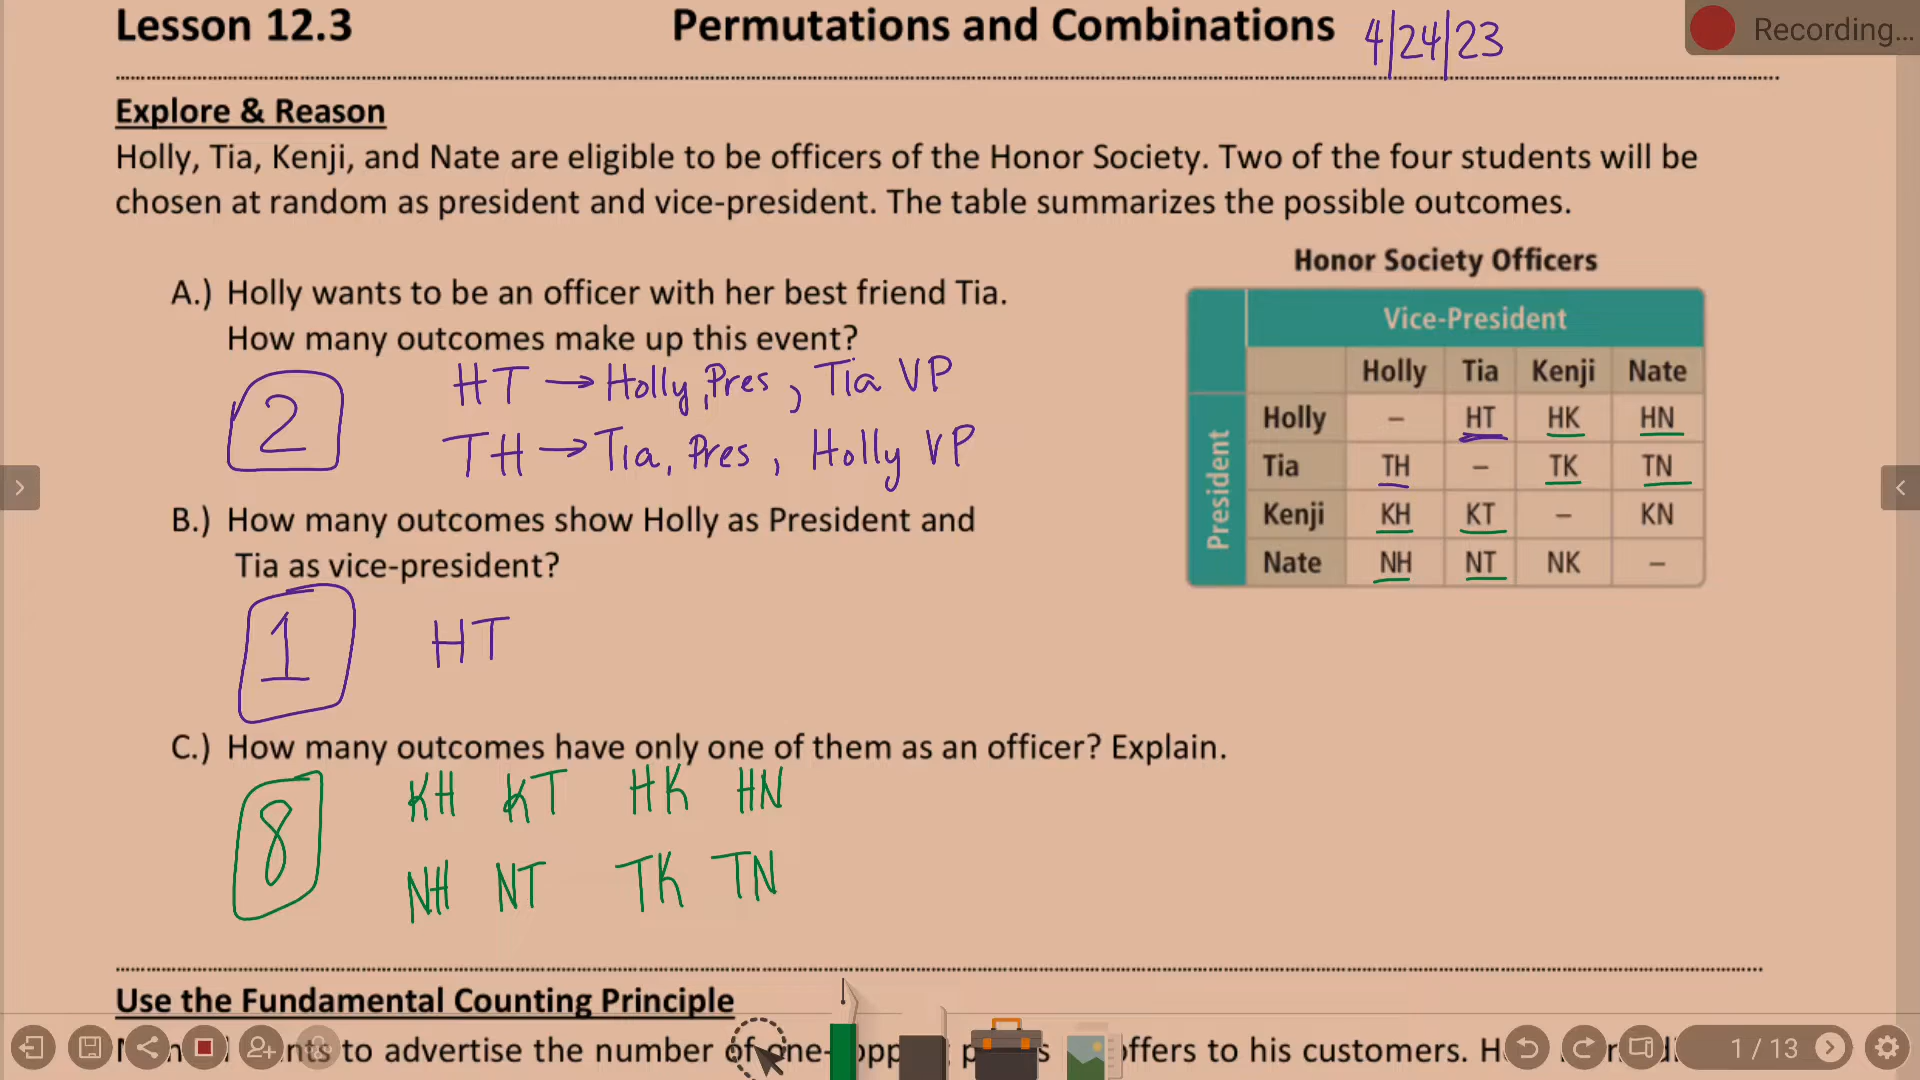 Lesson 12.3 Permutations and Combinations 4/24/23
Recording...
Explore & Reason
Holly, Tia, Kenji, and Nate are eligible to be officers of the Honor Society. Two of the four students will be
chosen at random as president and vice-president. The table summarizes the possible outcomes.
A.) Holly wants to be an officer with her best friend Tia.
How many outcomes make up this event?
2
HT → Holly, Pres , Tia VP
TH → Tia, Pres , Holly VP
B.) How many outcomes show Holly as President and
Tia as vice-president?
1 HT
Honor Society Officers
Vice-President
Holly Tia Kenji Nate
President
Holly – HT HK HN
Tia TH – TK TN
Kenji KH KT – KN
Nate NH NT NK –
C.) How many outcomes have only one of them as an officer? Explain.
8
KH KT HK HN
NH NT TK TN
Use the Fundamental Counting Principle
to advertise the number of one- offers to his customers.
1 / 13